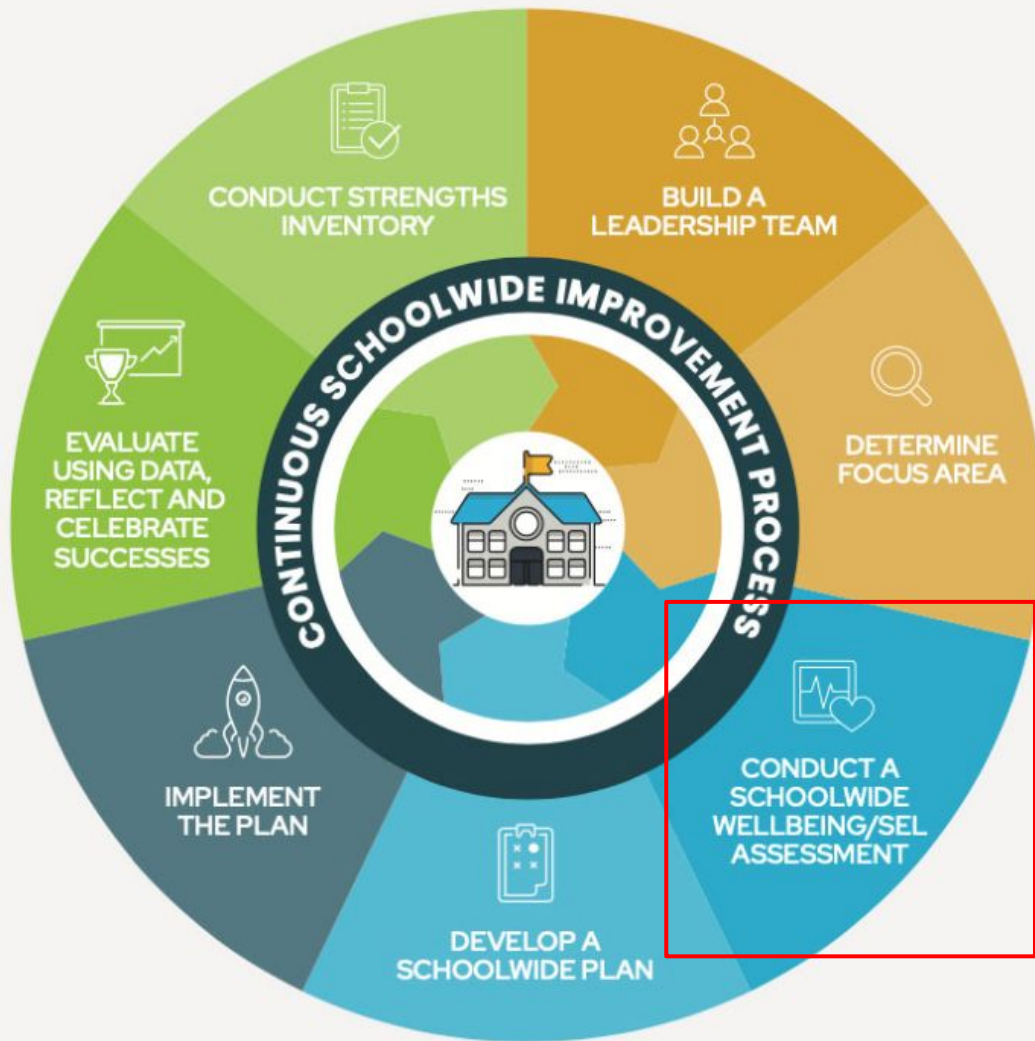 CONDUCT STRENGTHS
INVENTORY
BUILD A
LEADERSHIP TEAM
DETERMINE
FOCUS AREA
CONDUCT A
SCHOOLWIDE
WELLBEING/SEL
ASSESSMENT
DEVELOP A
SCHOOLWIDE PLAN
IMPLEMENT
THE PLAN
EVALUATE
USING DATA,
REFLECT AND
CELEBRATE
SUCCESSES
CONTINUOUS SCHOOLWIDE IMPROVEMENT PROCESS